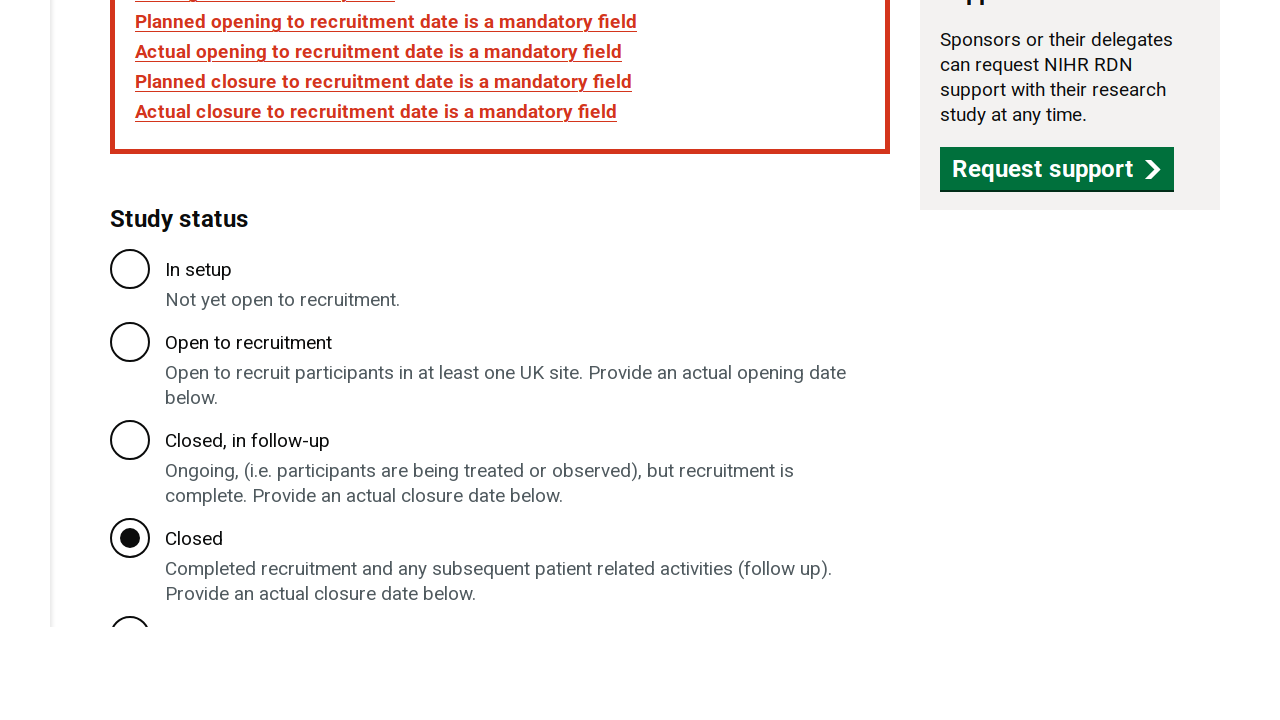 Planned opening to recruitment date is a mandatory field
Actual opening to recruitment date is a mandatory field
Planned closure to recruitment date is a mandatory field
Actual closure to recruitment date is a mandatory field
Sponsors or their delegates
can request NIHR RDN
support with their research
study at any time.
Request support
Study status
In setup
Not yet open to recruitment.
Open to recruitment
Open to recruit participants in at least one UK site. Provide an actual opening date
below.
Closed, in follow-up
Ongoing, (i.e. participants are being treated or observed), but recruitment is
complete. Provide an actual closure date below.
Closed
Completed recruitment and any subsequent patient related activities (follow up).
Provide an actual closure date below.